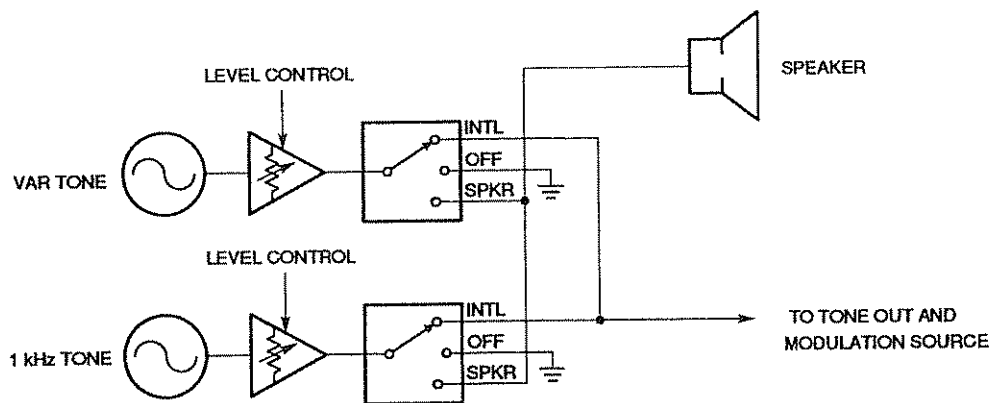 SPEAKER
LEVEL CONTROL
INTL
OFF
SPKR
VAR TONE
LEVEL CONTROL
INTL
OFF
SPKR
1 kHz TONE
TO TONE OUT AND
MODULATION SOURCE